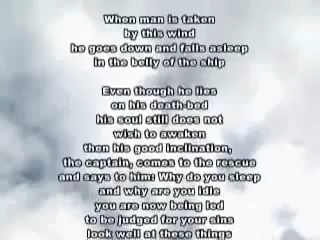 When man is taken
by this wind
he goes down and falls asleep
in the belly of the ship
Even though he lies
on his death-bed
his soul still does not
wish to awaken
then his good inclination,
the captain, comes to the rescue
and says to him: Why do you sleep
and why are you idle
you are now being led
to be judged for your sins
look well at these things